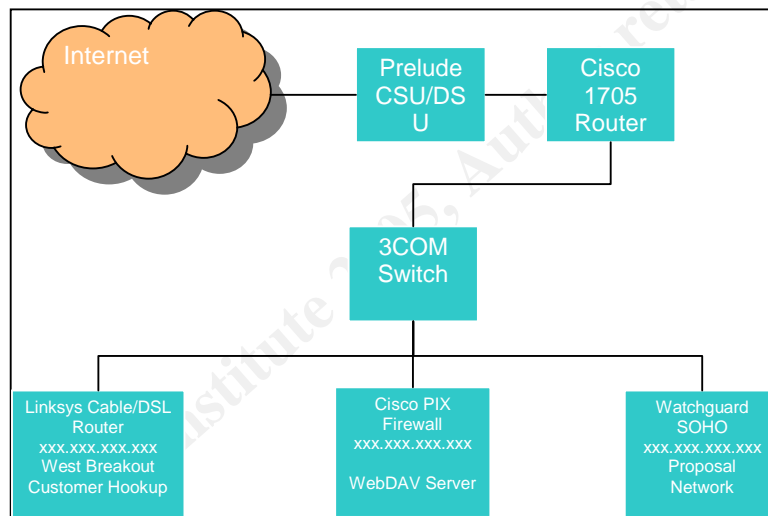 Internet
Prelude
CSU/DS
U
Cisco
1705
Router
3COM
Switch
Linksys Cable/DSL
Router
xxx.xxx.xxx.xxx
West Breakout
Customer Hookup
Cisco PIX
Firewall
xxx.xxx.xxx.xxx
WebDAV Server
Watchguard
SOHO
xxx.xxx.xxx.xxx
Proposal
Network